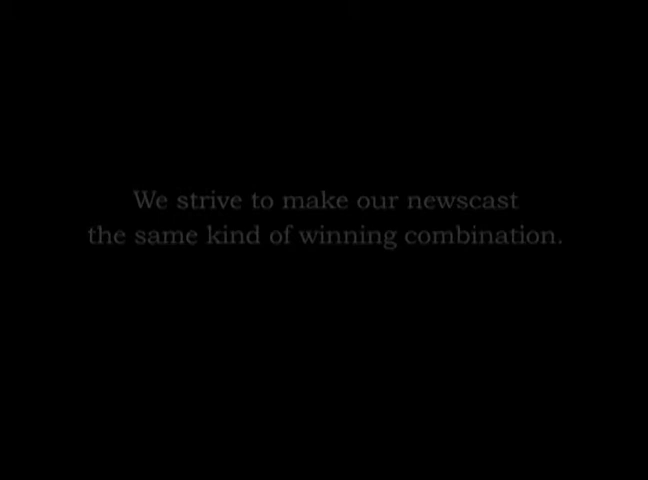 We strive to make our newscast
the same kind of winning combination.